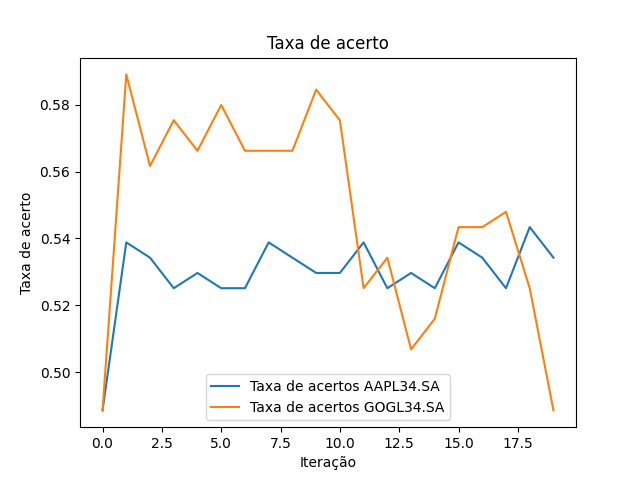 Taxa de acerto
Taxa de acerto
0.58
0.56
0.54
0.52
0.50
Taxa de acertos AAPL34.SA
Taxa de acertos GOGL34.SA
0.0 2.5 5.0 7.5 10.0 12.5 15.0 17.5
Iteração